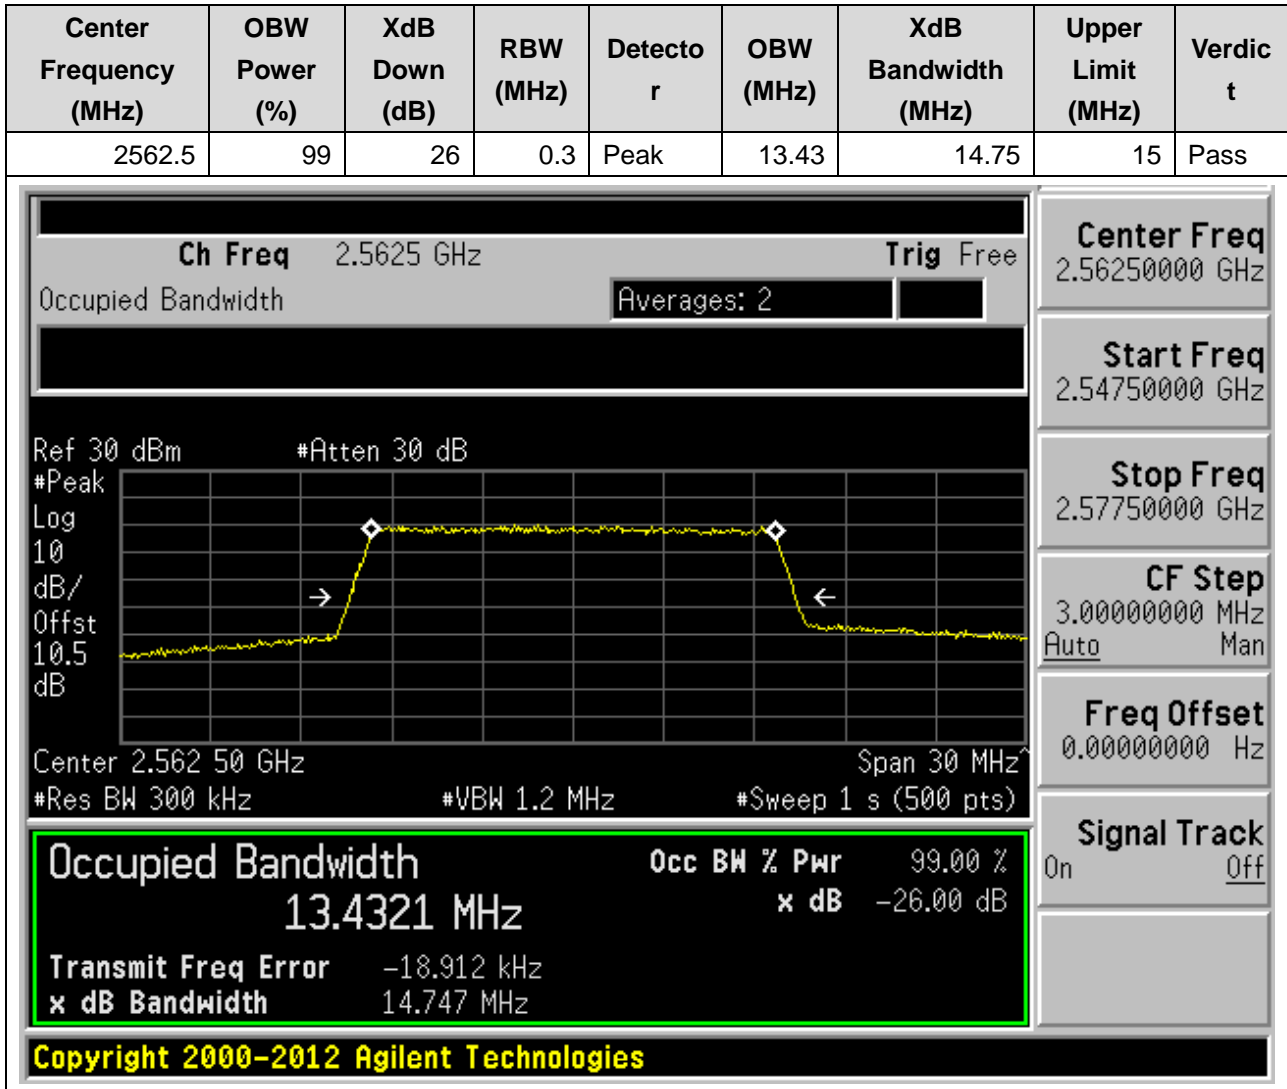 Center Frequency (MHz) OBW Power (%) XdB Down (dB) RBW (MHz) Detector OBW (MHz) XdB Bandwidth (MHz) Upper Limit (MHz) Verdict
2562.5 99 26 0.3 Peak 13.43 14.75 15 Pass
Ch Freq 2.5625 GHz Trig Free
Occupied Bandwidth Averages: 2
Ref 30 dBm #Atten 30 dB
#Peak
Log
10
dB/
Offst
10.5
dB
Center 2.562 50 GHz Span 30 MHz^
#Res BW 300 kHz #VBW 1.2 MHz #Sweep 1 s (500 pts)
Occupied Bandwidth Occ BW % Pwr 99.00 %
13.4321 MHz x dB -26.00 dB
Transmit Freq Error -18.912 kHz
x dB Bandwidth 14.747 MHz
Copyright 2000-2012 Agilent Technologies
Center Freq
2.56250000 GHz
Start Freq
2.54750000 GHz
Stop Freq
2.57750000 GHz
CF Step
3.00000000 MHz
Auto Man
Freq Offset
0.00000000 Hz
Signal Track
On Off